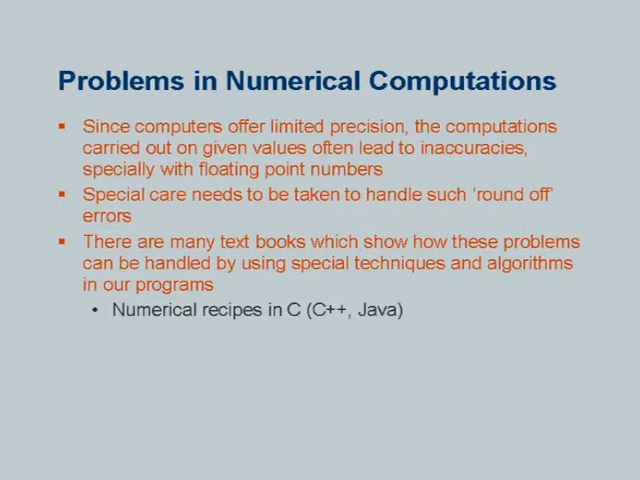 Problems in Numerical Computations
▪ Since computers offer limited precision, the computations
carried out on given values often lead to inaccuracies,
specially with floating point numbers
▪ Special care needs to be taken to handle such ‘round off’
errors
▪ There are many text books which show how these problems
can be handled by using special techniques and algorithms
in our programs
• Numerical recipes in C (C++, Java)